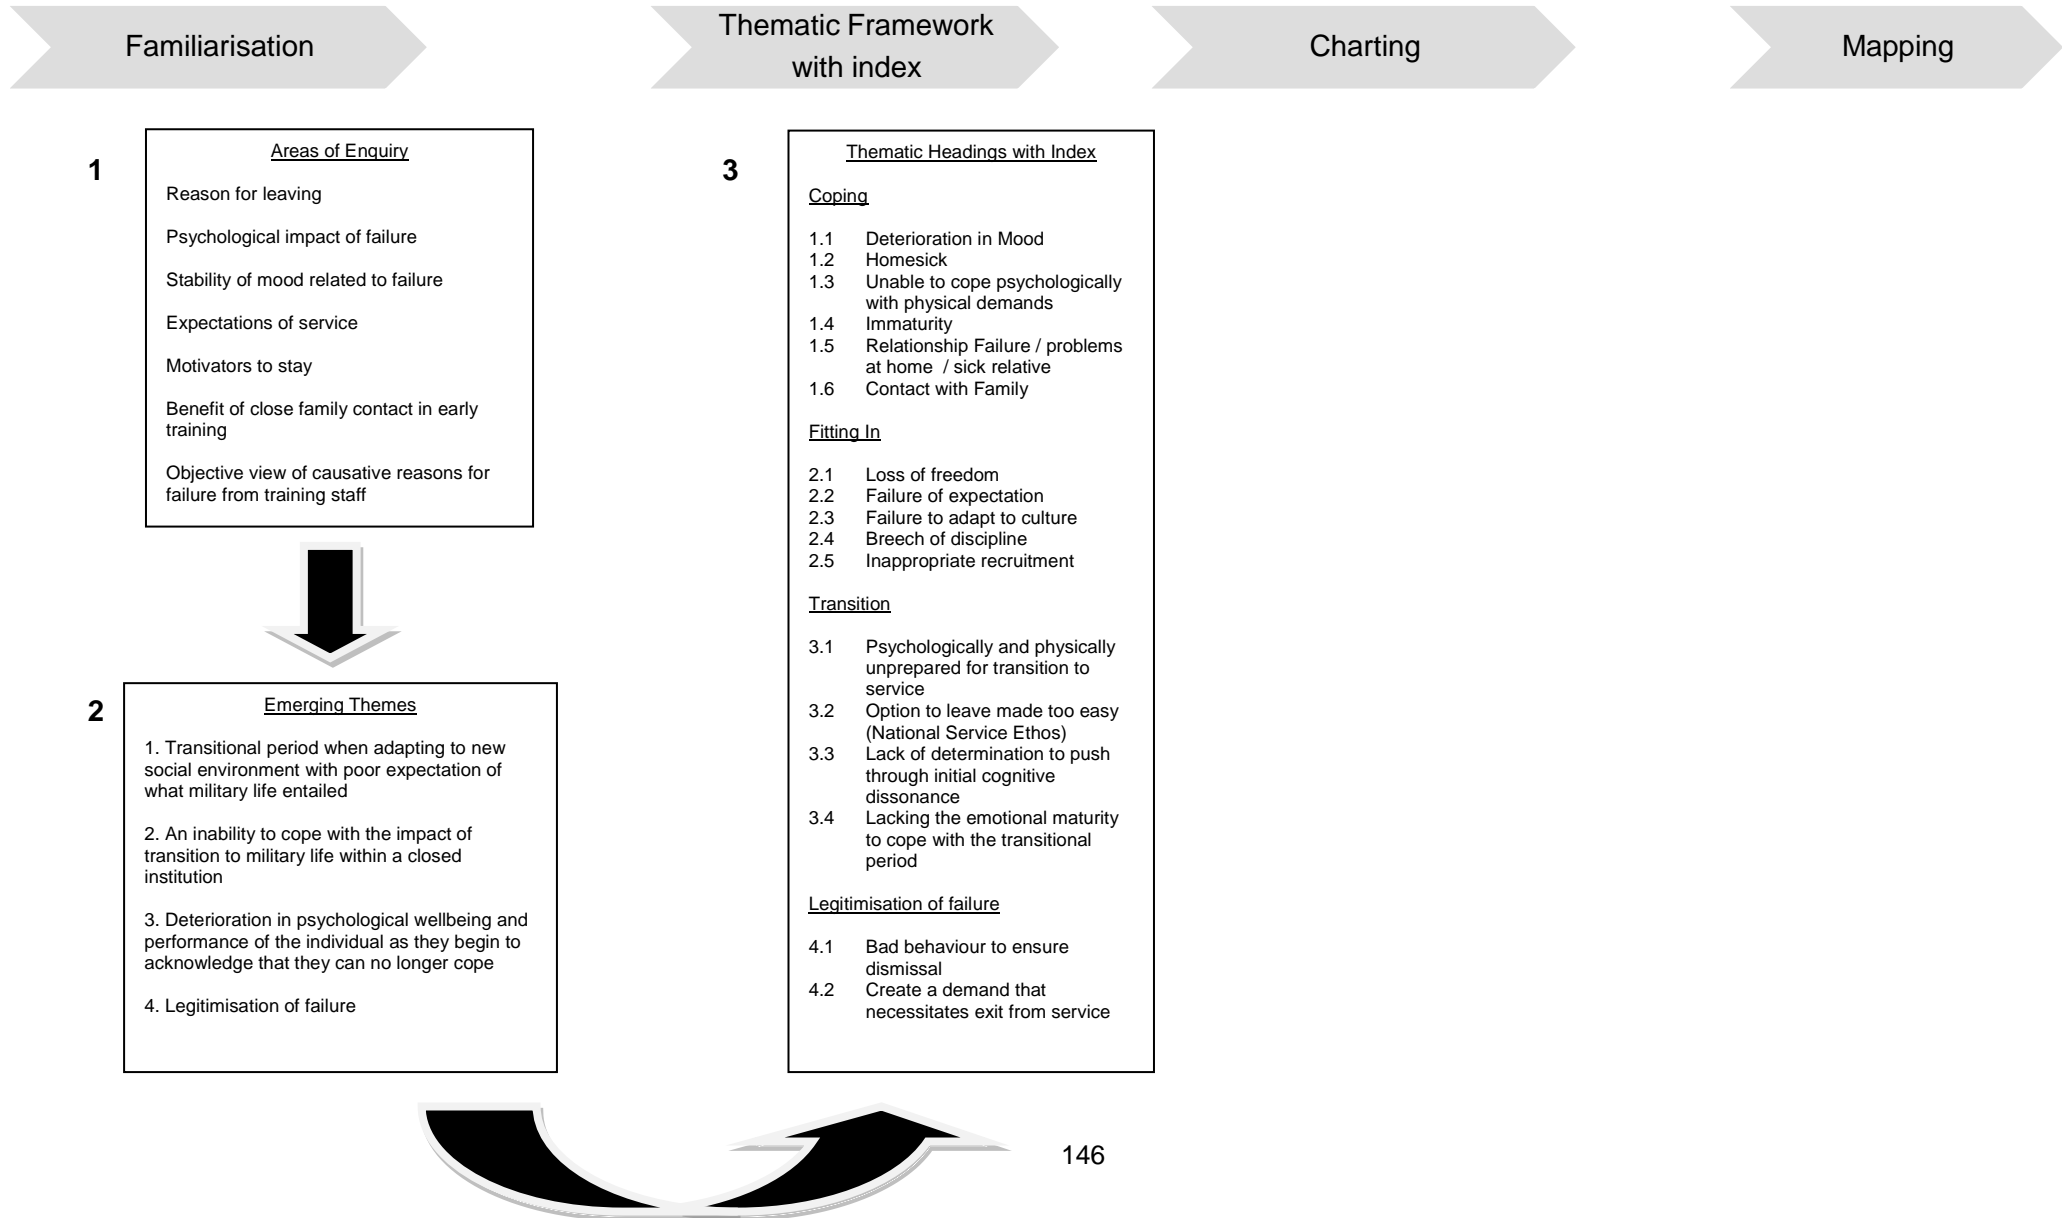 Familiarisation
Thematic Framework
with index
Charting
Mapping
1
Areas of Enquiry
Reason for leaving
Psychological impact of failure
Stability of mood related to failure
Expectations of service
Motivators to stay
Benefit of close family contact in early
training
Objective view of causative reasons for
failure from training staff
2
Emerging Themes
1. Transitional period when adapting to new
social environment with poor expectation of
what military life entailed
2. An inability to cope with the impact of
transition to military life within a closed
institution
3. Deterioration in psychological wellbeing and
performance of the individual as they begin to
acknowledge that they can no longer cope
4. Legitimisation of failure
3
Thematic Headings with Index
Coping
1.1 Deterioration in Mood
1.2 Homesick
1.3 Unable to cope psychologically
with physical demands
1.4 Immaturity
1.5 Relationship Failure / problems
at home / sick relative
1.6 Contact with Family
Fitting In
2.1 Loss of freedom
2.2 Failure of expectation
2.3 Failure to adapt to culture
2.4 Breech of discipline
2.5 Inappropriate recruitment
Transition
3.1 Psychologically and physically
unprepared for transition to
service
3.2 Option to leave made too easy
(National Service Ethos)
3.3 Lack of determination to push
through initial cognitive
dissonance
3.4 Lacking the emotional maturity
to cope with the transitional
period
Legitimisation of failure
4.1 Bad behaviour to ensure
dismissal
4.2 Create a demand that
necessitates exit from service
146